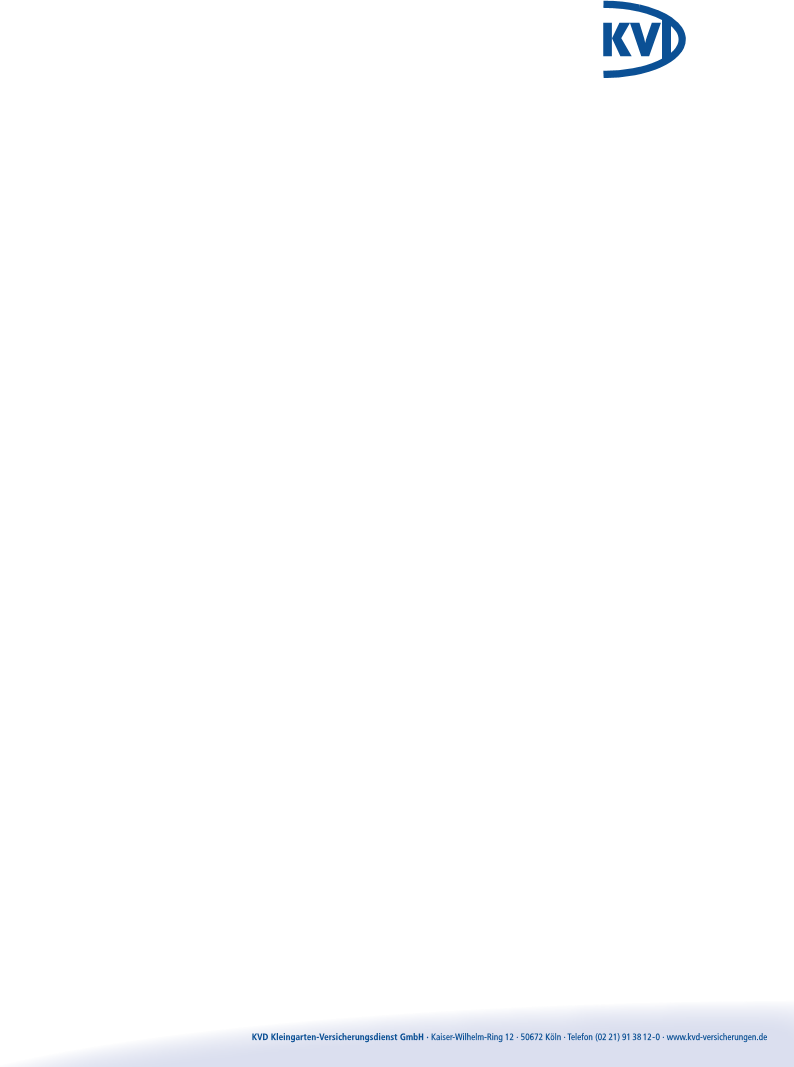 KVD
KVD Kleingarten-Versicherungsdienst GmbH · Kaiser-Wilhelm-Ring 12 · 50672 Köln · Telefon (02 21) 91 38 12-0 · www.kvd-versicherungen.de